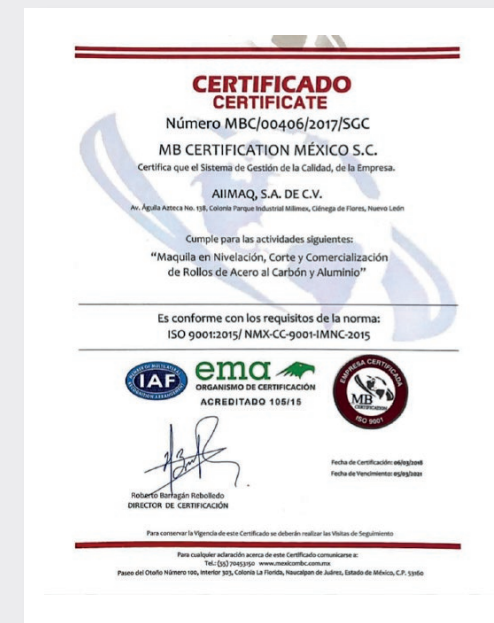 CERTIFICADO
CERTIFICATE
Número MBC/00406/2017/SGC
MB CERTIFICATION MÉXICO S.C.
Certifica que el Sistema de Gestión de la Calidad, de la Empresa.
AIIMAQ, S.A. DE C.V.
Av. Águila Azteca No. 138, Colonia Parque Industrial Milimex, Ciénega de Flores, Nuevo León
Cumple para las actividades siguientes:
“Maquila en Nivelación, Corte y Comercialización
de Rollos de Acero al Carbón y Aluminio”
Es conforme con los requisitos de la norma:
ISO 9001:2015/ NMX-CC-9001-IMNC-2015
IAF
ema
ORGANISMO DE CERTIFICACIÓN
ACREDITADO 105/15
EMPRESA CERTIFICADA
MB
CERTIFICATION
ISO 9001
Fecha de Certificación: 06/03/2018
Fecha de Vencimiento: 05/03/2021
Roberto Barragán Rebolledo
DIRECTOR DE CERTIFICACIÓN
Para conservar la Vigencia de este Certificado se deberán realizar las Visitas de Seguimiento
Para cualquier aclaración acerca de este Certificado comunicarse a:
Tel.: (55) 70453150 www.mexicombc.com.mx
Paseo del Otoño Número 100, Interior 303, Colonia La Florida, Naucalpan de Juárez, Estado de México, C.P. 53160